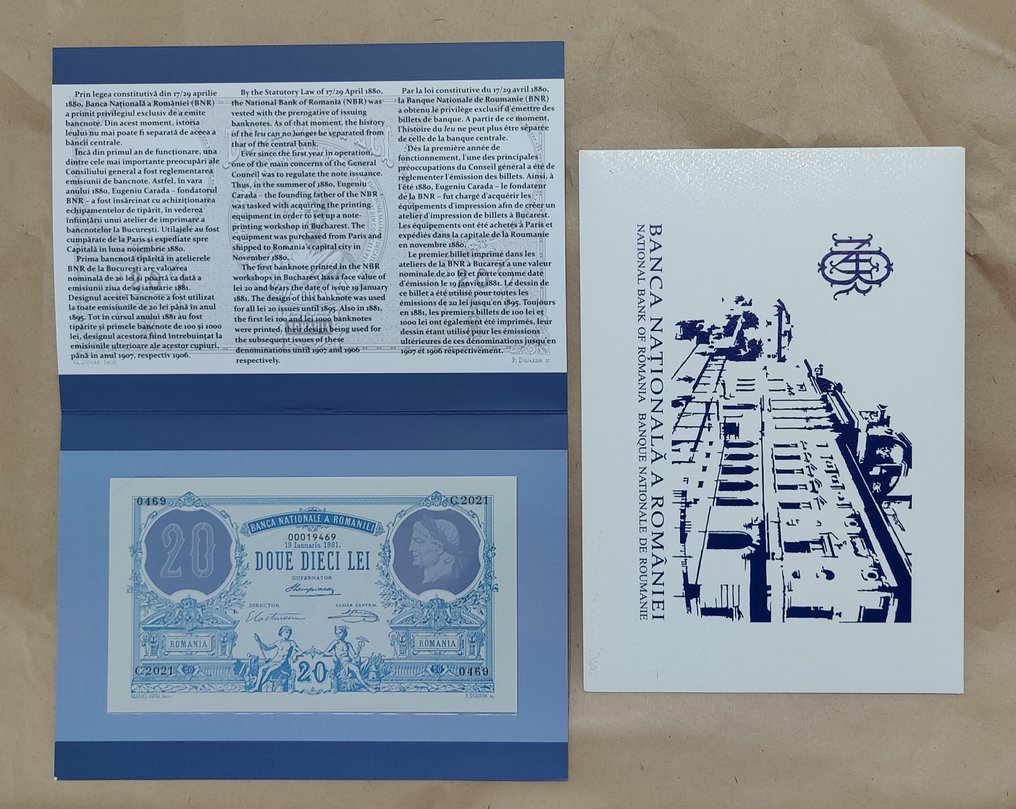 Prin legea constitutivă din 17/29 aprilie
1880, Banca Națională a României (BNR)
a primit privilegiul exclusiv de a emite
bancnote. Din acest moment, istoria
leului nu mai poate fi separată de aceea a
băncii centrale.
Încă din primul an de funcționare, una
dintre cele mai importante preocupări ale
Consiliului general a fost reglementarea
emisiunii de bancnote. Astfel, în vara
anului 1880, Eugeniu Carada – fondatorul
BNR – a fost însărcinat cu achiziționarea
echipamentelor de tipărit, în vederea
înființării unui atelier de imprimare a
bancnotelor la București. Utilajele au fost
cumpărate de la Paris și expediate spre
Capitală în luna noiembrie 1880.
Prima bancnotă tipărită în atelierele
BNR de la București are valoarea
nominală de 20 lei și poartă ca dată a
emisiunii ziua de 19 ianuarie 1881.
Designul acestei bancnote a fost utilizat
la toate emisiunile de 20 lei până în anul
1895. Tot în cursul anului 1881 au fost
tipărite și primele bancnote de 100 și 1000
lei, designul acestora fiind întrebuințat la
emisiunile ulterioare ale acestor cupiuri,
până în anul 1907, respectiv 1906.
By the Statutory Law of 17/29 April 1880,
the National Bank of Romania (NBR) was
vested with the prerogative of issuing
banknotes. As of that moment, the history
of the leu can no longer be separated from
that of the central bank.
Ever since the first year in operation,
one of the main concerns of the General
Council was to regulate the note issuance.
Thus, in the summer of 1880, Eugeniu
Carada – the founding father of the NBR –
was tasked with acquiring the printing
equipment in order to set up a note-
printing workshop in Bucharest. The
equipment was purchased from Paris and
shipped to Romania's capital city in
November 1880.
The first banknote printed in the NBR
workshops in Bucharest has a face value of
lei 20 and bears the date of issue 19 January
1881. The design of this banknote was used
for all lei 20 issues until 1895. Also in 1881,
the first lei 100 and 1000 banknotes
were printed, their design being used for
the subsequent issues of these
denominations until 1907 and 1906
respectively.
Par la loi constitutive du 17/29 avril 1880,
la Banque Nationale de Roumanie (BNR)
a obtenu le privilège exclusif d'émettre des
billets de banque. A partir de ce moment,
l'histoire du leu ne peut plus être séparée
de celle de la banque centrale.
Dès la première année de
fonctionnement, l'une des principales
préoccupations du Conseil général a été de
règlementer l'émission des billets. Ainsi, à
l'été 1880, Eugeniu Carada – le fondateur
de la BNR – fut chargé d'acquérir les
équipements d'impression afin de créer un
atelier d'impression de billets à Bucarest.
Les équipements ont été achetés à Paris et
expédiés dans la capitale de la Roumanie
en novembre 1880.
Le premier billet imprimé dans les
ateliers de la BNR à Bucarest a une valeur
nominale de 20 lei et porte comme date
d'émission le 19 janvier 1881. Le dessin de
ce billet a été utilisé pour toutes les
émissions de 20 lei jusqu'en 1895. Toujours
en 1881, les premiers billets de 100 lei et
1000 lei ont également été imprimés, leur
dessin étant utilisé pour les émissions
ultérieures de ces dénominations jusqu'en
1907 et 1906 respectivement.
G. DUVAL Inv.
F. DUJARDIN SC.
0469
C.2021
BANCA NATIONALE A ROMANIEI
00019469
19 Ianuariu 1881.
20
DOUE DIECI LEI
GUVERNATOR
DIRECTOR
CASIER CENTRAL
ROMANIA
ROMANIA
20
C.2021
0469
GEORGES DUVAL
F. DUJARDIN SC.
NBR
BANCA NAȚIONALĂ A ROMÂNIEI
NATIONAL BANK OF ROMANIA BANQUE NATIONALE DE ROUMANIE